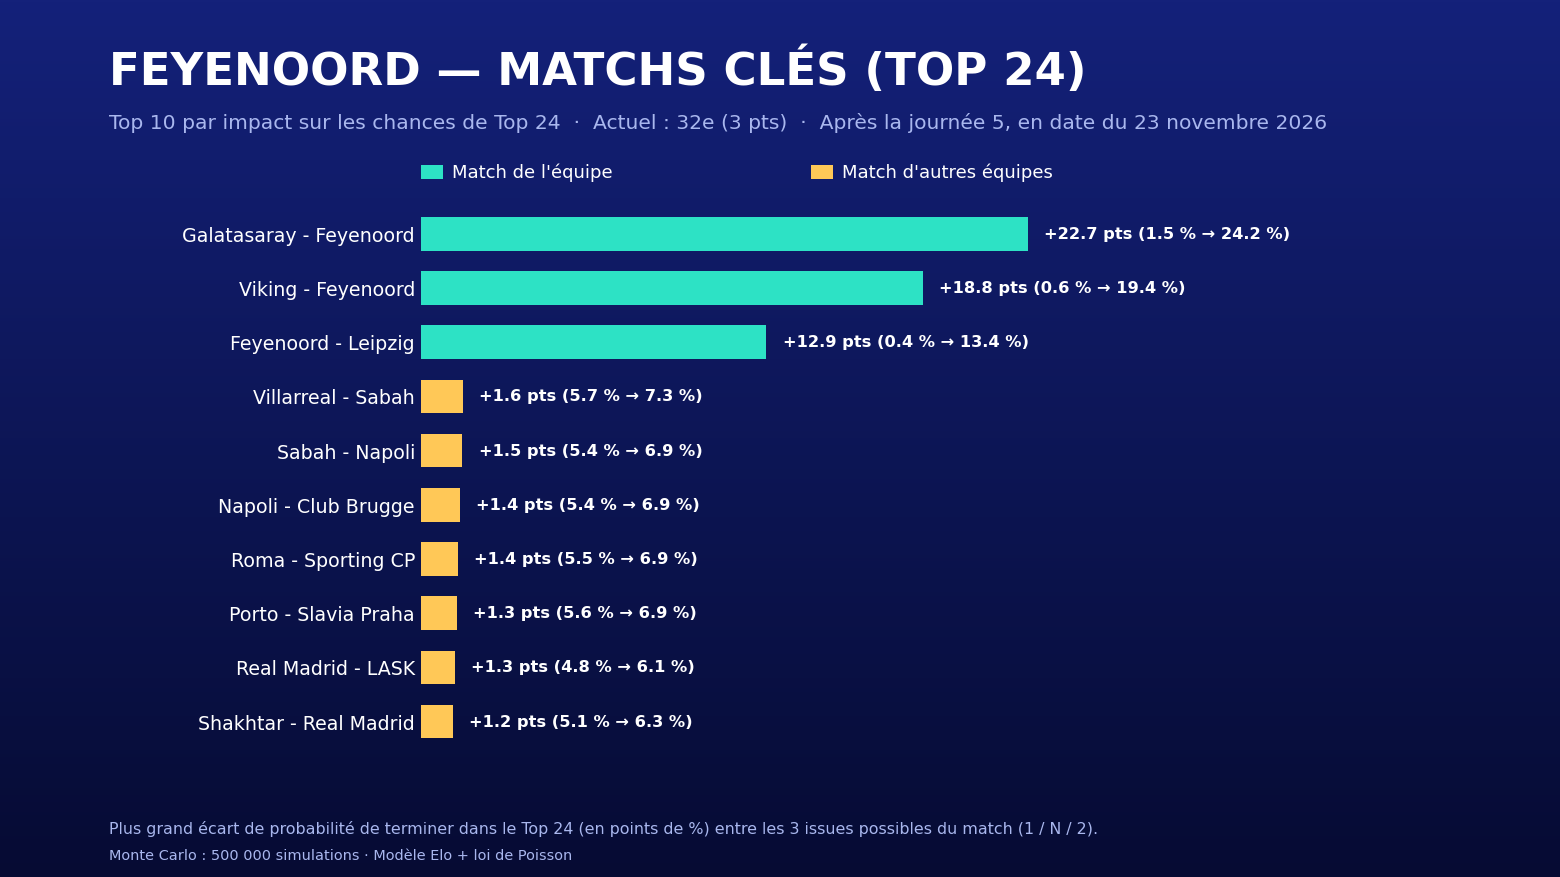 FEYENOORD — MATCHS CLÉS (TOP 24)
Top 10 par impact sur les chances de Top 24 · Actuel : 32e (3 pts) · Après la journée 5, en date du 23 novembre 2026
Match de l'équipe
Match d'autres équipes
Galatasaray - Feyenoord +22.7 pts (1.5 % → 24.2 %)
Viking - Feyenoord +18.8 pts (0.6 % → 19.4 %)
Feyenoord - Leipzig +12.9 pts (0.4 % → 13.4 %)
Villarreal - Sabah +1.6 pts (5.7 % → 7.3 %)
Sabah - Napoli +1.5 pts (5.4 % → 6.9 %)
Napoli - Club Brugge +1.4 pts (5.4 % → 6.9 %)
Roma - Sporting CP +1.4 pts (5.5 % → 6.9 %)
Porto - Slavia Praha +1.3 pts (5.6 % → 6.9 %)
Real Madrid - LASK +1.3 pts (4.8 % → 6.1 %)
Shakhtar - Real Madrid +1.2 pts (5.1 % → 6.3 %)
Plus grand écart de probabilité de terminer dans le Top 24 (en points de %) entre les 3 issues possibles du match (1 / N / 2).
Monte Carlo : 500 000 simulations · Modèle Elo + loi de Poisson